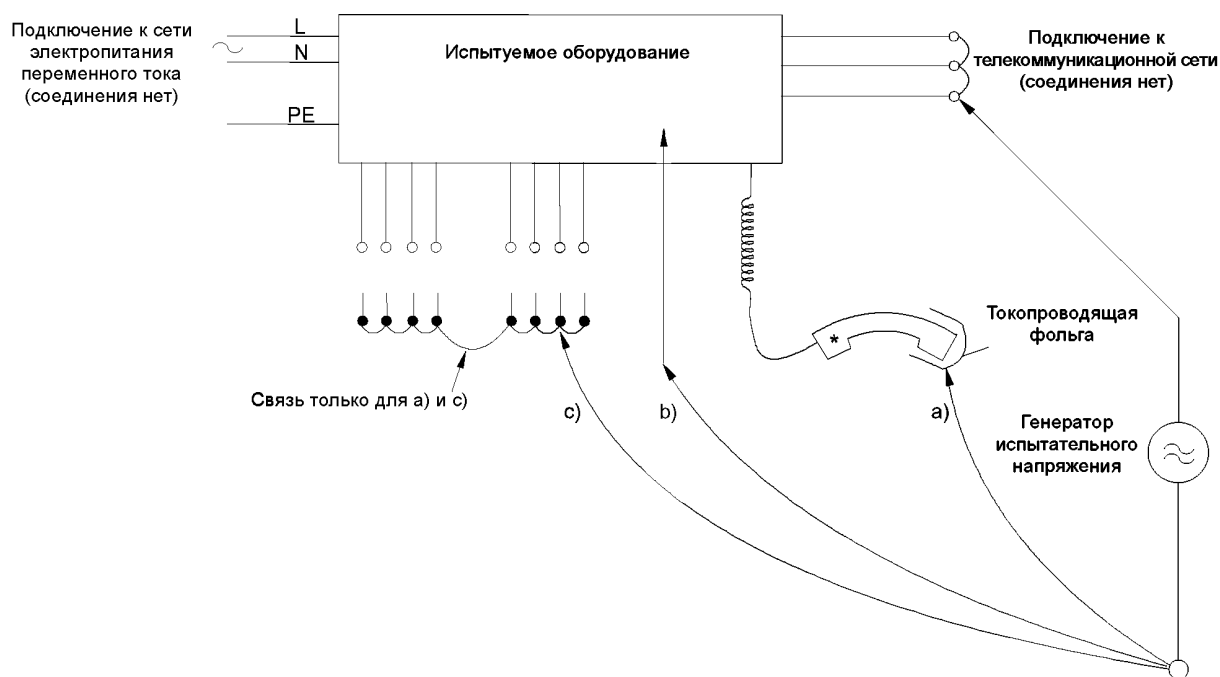 Подключение к сети
электропитания
переменного тока
(соединения нет)
L
N
PE
Испытуемое оборудование
Подключение к
телекоммуникационной сети
(соединения нет)
*
Токопроводящая
фольга
Связь только для a) и c)
c)
b)
a)
Генератор
испытательного
напряжения